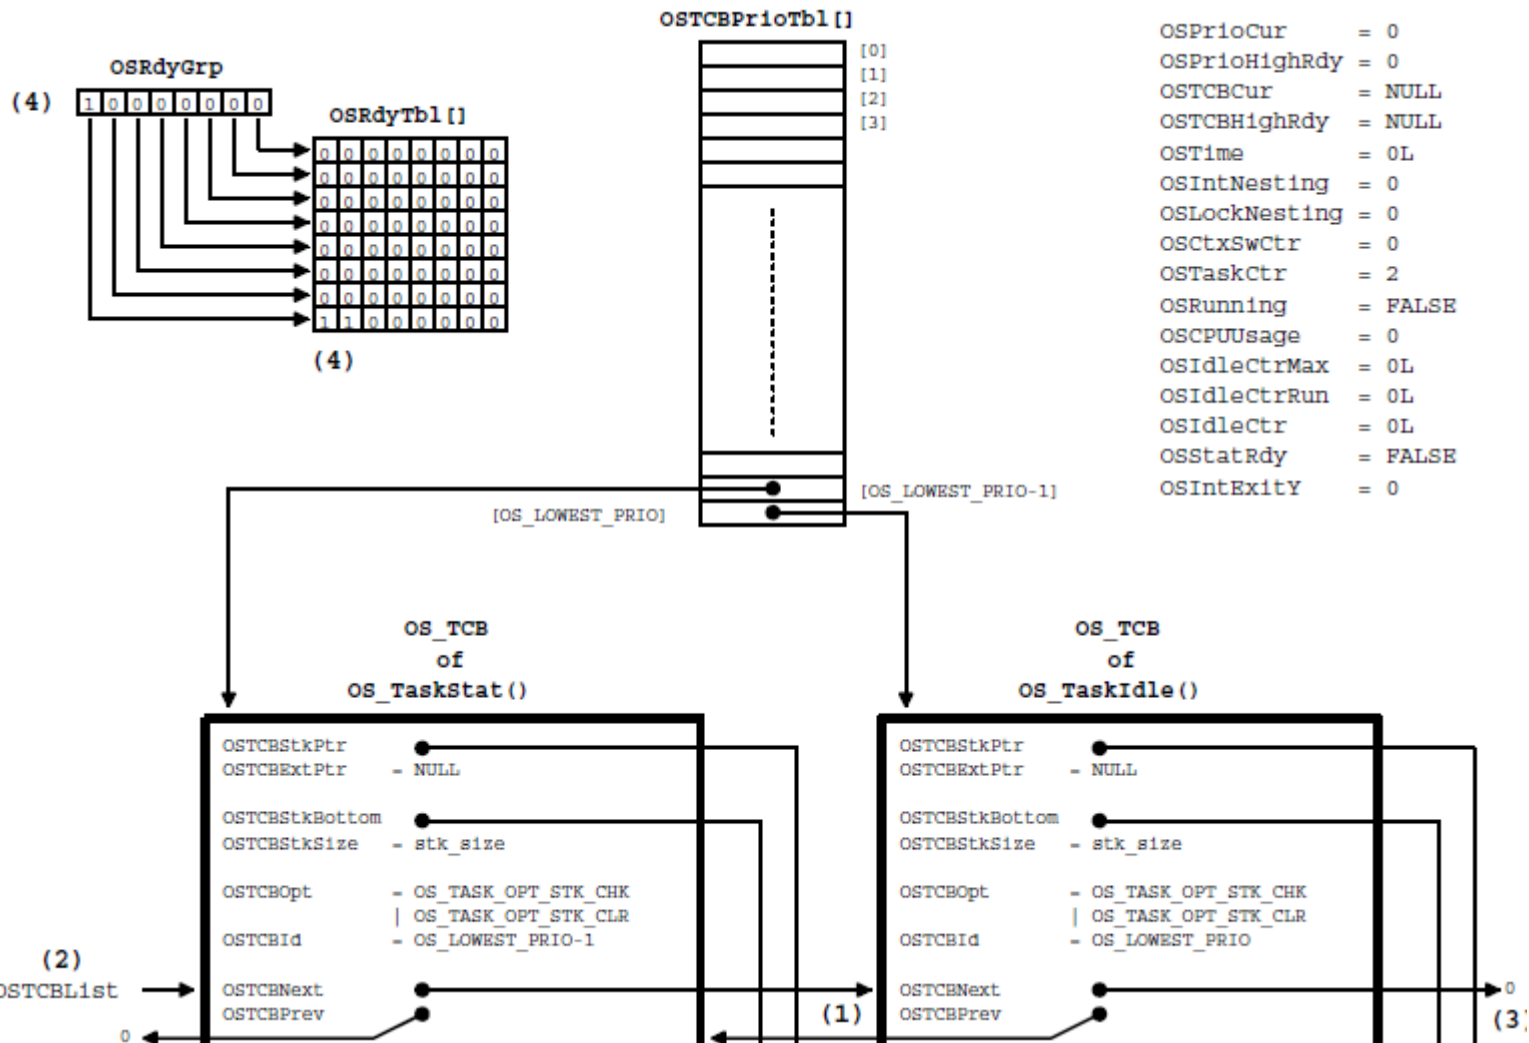 OSTCBPrioTbl[]
[0]
[1]
[2]
[3]
OSRdyGrp
(4)
1 0 0 0 0 0 0 0
OSRdyTbl[]
0 0 0 0 0 0 0 0
0 0 0 0 0 0 0 0
0 0 0 0 0 0 0 0
0 0 0 0 0 0 0 0
0 0 0 0 0 0 0 0
0 0 0 0 0 0 0 0
0 0 0 0 0 0 0 0
1 1 0 0 0 0 0 0
(4)
OSPrioCur = 0
OSPrioHighRdy = 0
OSTCBCur = NULL
OSTCBHighRdy = NULL
OSTime = 0L
OSIntNesting = 0
OSLockNesting = 0
OSCtxSwCtr = 0
OSTaskCtr = 2
OSRunning = FALSE
OSCPUUsage = 0
OSIdleCtrMax = 0L
OSIdleCtrRun = 0L
OSIdleCtr = 0L
OSStatRdy = FALSE
OSIntExitY = 0
[OS_LOWEST_PRIO-1]
[OS_LOWEST_PRIO]
OS_TCB
of
OS_TaskStat()
OSTCBStkPtr
OSTCBExtPtr = NULL
OSTCBStkBottom
OSTCBStkSize = stk_size
OSTCBOpt = OS_TASK_OPT_STK_CHK
| OS_TASK_OPT_STK_CLR
OSTCBId = OS_LOWEST_PRIO-1
OSTCBNext
OSTCBPrev
(2)
OSTCBList
0
(1)
OS_TCB
of
OS_TaskIdle()
OSTCBStkPtr
OSTCBExtPtr = NULL
OSTCBStkBottom
OSTCBStkSize = stk_size
OSTCBOpt = OS_TASK_OPT_STK_CHK
| OS_TASK_OPT_STK_CLR
OSTCBId = OS_LOWEST_PRIO
OSTCBNext
OSTCBPrev
0
(3)